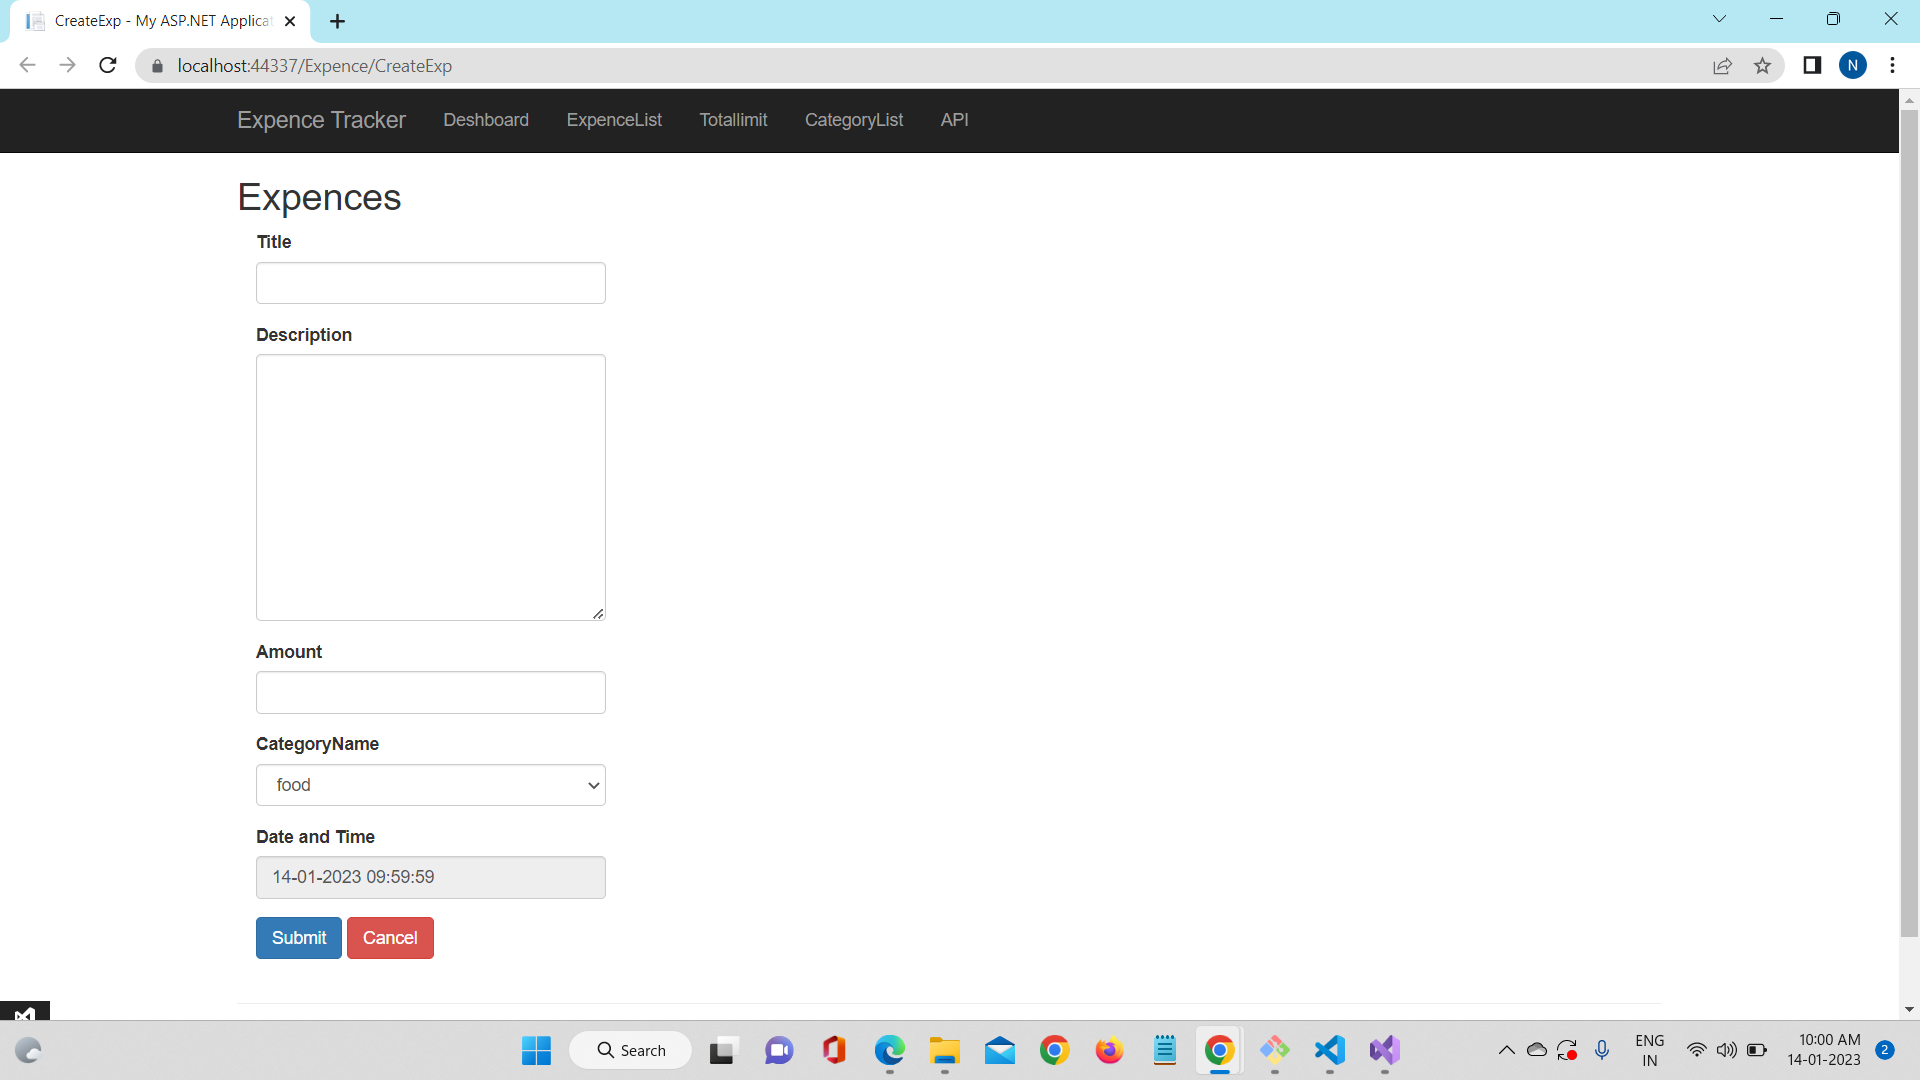 CreateExp - My ASP.NET Applicat
localhost:44337/Expence/CreateExp
N
Expence Tracker Deshboard ExpenceList Totallimit CategoryList API
Expences
Title
Description
Amount
CategoryName
food
Date and Time
14-01-2023 09:59:59
Submit Cancel
Search
ENG
IN
10:00 AM
14-01-2023
2